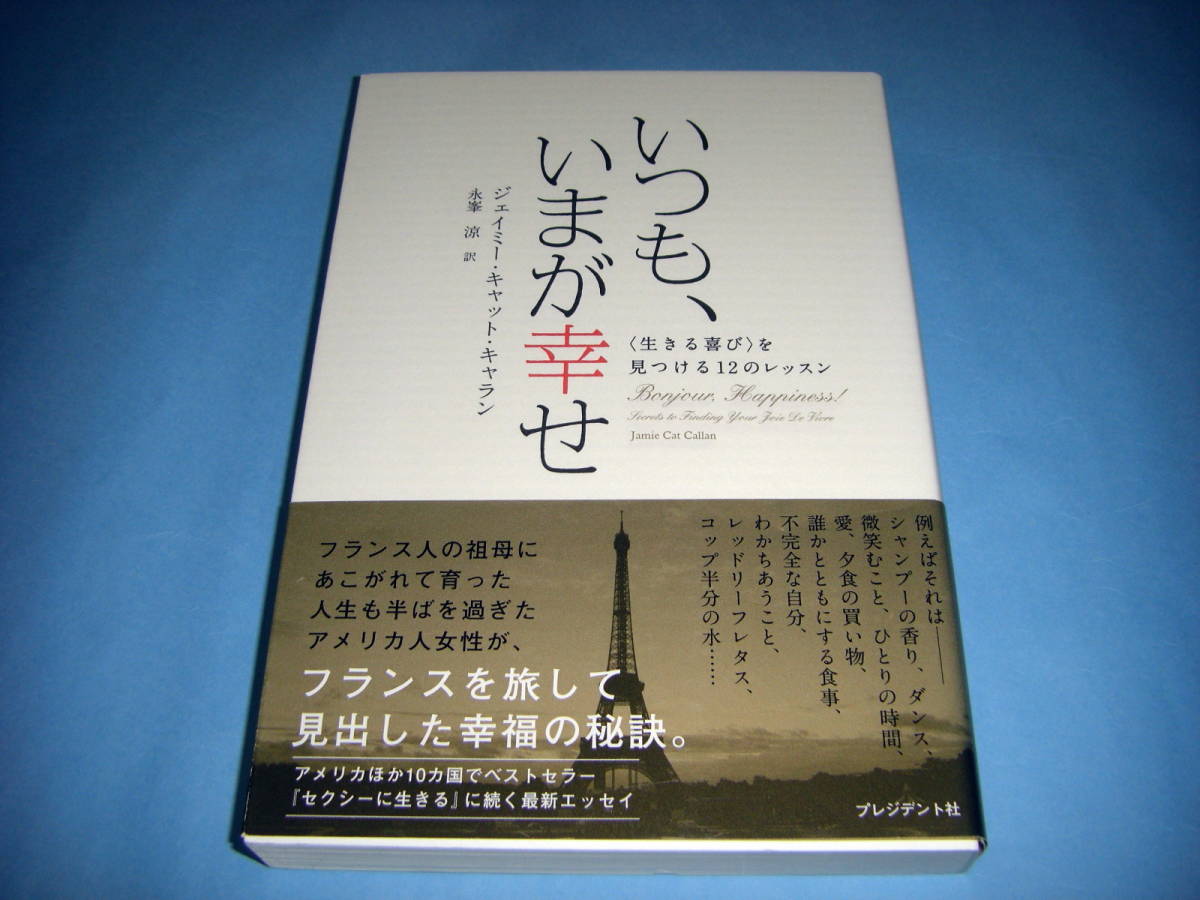 いつも、
いまが幸せ
ジェイミー・キャット・キャラン
永峯 涼 訳
〈生きる喜び〉を
見つける12のレッスン
Bonjour, Happiness!
Secrets to Finding Your Joie De Vivre
Jamie Cat Callan
例えばそれは――
シャンプーの香り、ダンス、
微笑むこと、ひとりの時間、
愛、夕食の買い物、
誰かとともにする食事、
不完全な自分、
わかちあうこと、
レッドリーフレタス、
コップ半分の水……
フランス人の祖母に
あこがれて育った
人生も半ばを過ぎた
アメリカ人女性が、
フランスを旅して
見出した幸福の秘訣。
アメリカほか10カ国でベストセラー
『セクシーに生きる』に続く最新エッセイ
プレジデント社